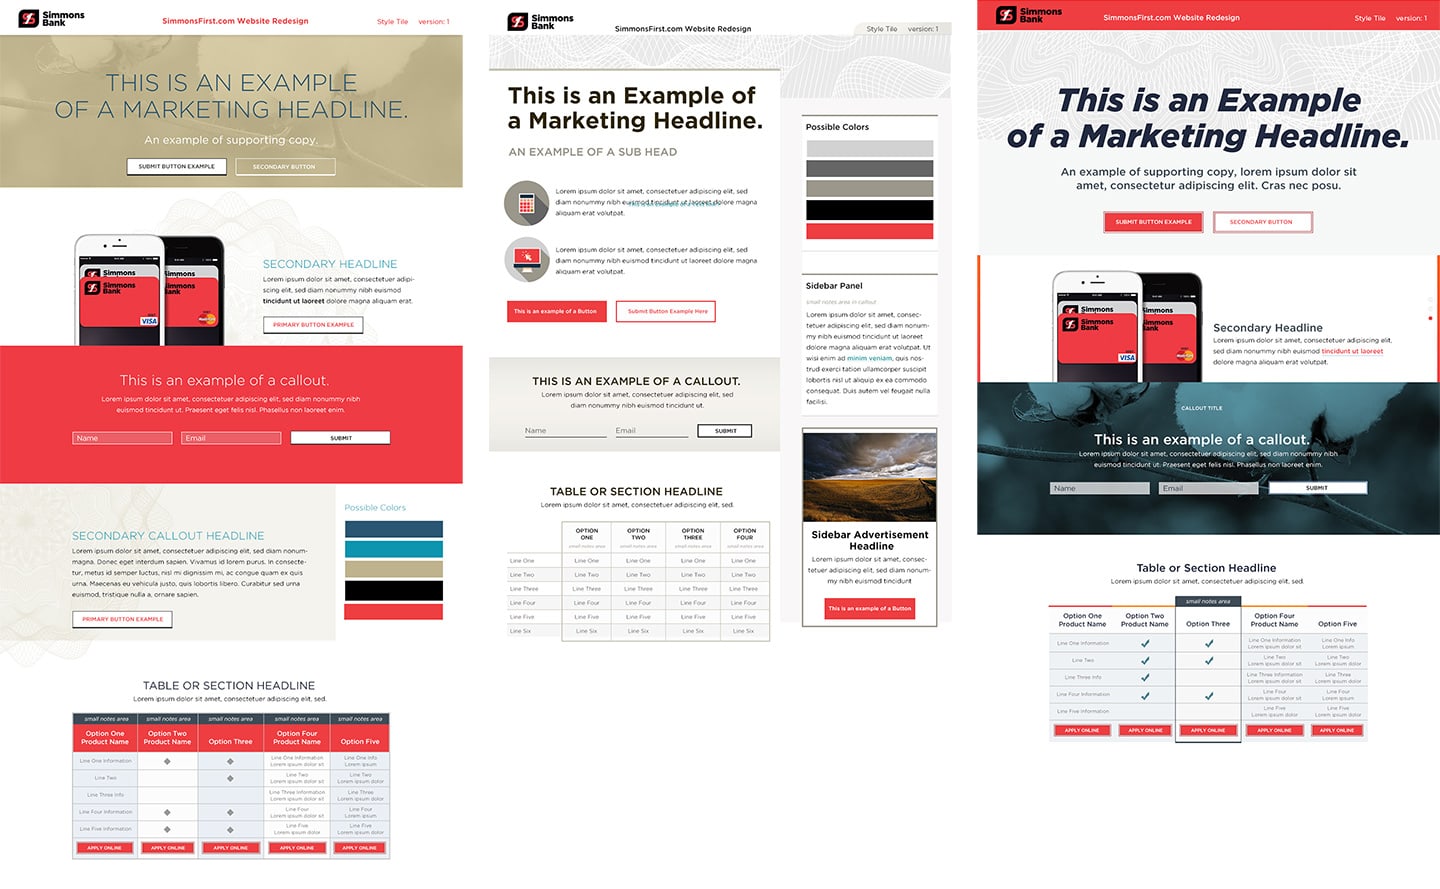 Simmons
Bank
SimmonsFirst.com Website Redesign
Style Tile version: 1
THIS IS AN EXAMPLE
OF A MARKETING HEADLINE.
An example of supporting copy.
SUBMIT BUTTON EXAMPLE
SECONDARY BUTTON
Simmons
Bank
Simmons
Bank
VISA
MasterCard
SECONDARY HEADLINE
Lorem ipsum dolor sit amet, consectetuer adipi-
scing elit, sed diam nonummy nibh euismod
tincidunt ut laoreet dolore magna aliquam erat.
PRIMARY BUTTON EXAMPLE
This is an example of a callout.
Lorem ipsum dolor sit amet, consectetuer adipiscing elit, sed diam nonummy nibh
euismod tincidunt ut. Praesent eget felis nisl. Phasellus non enim.
Name
Email
SUBMIT
SECONDARY CALLOUT HEADLINE
Lorem ipsum dolor sit amet, consectetuer adipiscing elit, sed diam nonum-
magna. Donec eget interdum sapien. Vivamus id lorem purus. In consecte-
tur, metus id semper luctus, nisl mi dignissim mi, ac congue quam ex quis
urna. Maecenas eu vehicula justo, quis lobortis libero. Curabitur sed urna
euismod, tristique nulla a, ornare sapien.
PRIMARY BUTTON EXAMPLE
Possible Colors
TABLE OR SECTION HEADLINE
Lorem ipsum dolor sit amet, consectetuer adipiscing elit, sed.
small notes area small notes area small notes area small notes area small notes area
Option One Product Name
Option Two Product Name
Option Three
Option Four Product Name
Option Five
Line One Information
Line One Information Lorem ipsum dolor sit
Line One Info Lorem ipsum
Line Two
Line Two Lorem ipsum dolor sit
Line Two Lorem ipsum dolor
Line Three Info
Line Three Information Lorem ipsum dolor sit
Line Three Lorem ipsum dolor
Line Four Information
Line Four Lorem ipsum dolor sit
Line Four Lorem ipsum
Line Five Information
Line Five Lorem ipsum dolor
Line Five Lorem ipsum dolor
APPLY ONLINE APPLY ONLINE APPLY ONLINE APPLY ONLINE APPLY ONLINE
Simmons
Bank
SimmonsFirst.com Website Redesign
Style Tile version: 1
This is an Example of
a Marketing Headline.
AN EXAMPLE OF A SUB HEAD
Lorem ipsum dolor sit amet, consectetuer adipiscing elit, sed
diam nonummy nibh euismod tincidunt ut laoreet dolore magna
aliquam erat volutpat.
Lorem ipsum dolor sit amet, consectetuer adipiscing elit, sed
diam nonummy nibh euismod tincidunt ut laoreet dolore magna
aliquam erat volutpat.
This is an example of a Button
Submit Button Example Here
THIS IS AN EXAMPLE OF A CALLOUT.
Lorem ipsum dolor sit amet, consectetuer adipiscing elit, sed
diam nonummy nibh euismod tincidunt ut.
Name
Email
SUBMIT
TABLE OR SECTION HEADLINE
Lorem ipsum dolor sit amet, consectetuer adipiscing elit, sed.
OPTION ONE OPTION TWO OPTION THREE OPTION FOUR
small notes area small notes area small notes area small notes area
Line One Line One Line One Line One Line One
Line Two Line Two Line Two Line Two Line Two
Line Three Line Three Line Three Line Three Line Three
Line Four Line Four Line Four Line Four Line Four
Line Five Line Five Line Five Line Five Line Five
Line Six Line Six Line Six Line Six Line Six
Possible Colors
Sidebar Panel
small notes area in callout
Lorem ipsum dolor sit amet, consec-
tetuer adipiscing elit, sed diam nonum-
my nibh euismod tincidunt ut laoreet
dolore magna aliquam erat volutpat. Ut
wisi enim ad minim veniam, quis nos-
trud exerci tation ullamcorper suscipit
lobortis nisl ut aliquip ex ea commodo
consequat. Duis autem vel feugait nulla
facilisi.
Sidebar Advertisement
Headline
Lorem ipsum dolor sit amet, consec-
tetuer adipiscing elit, sed diam nonum-
my nibh euismod tincidunt
This is an example of a Button
Simmons
Bank
SimmonsFirst.com Website Redesign
Style Tile version: 1
This is an Example
of a Marketing Headline.
An example of supporting copy, lorem ipsum dolor sit
amet, consectetur adipiscing elit. Cras nec posu.
SUBMIT BUTTON EXAMPLE
SECONDARY BUTTON
Simmons
Bank
Simmons
Bank
VISA
MasterCard
Secondary Headline
Lorem ipsum dolor sit amet, consectetuer adipiscing elit,
sed diam nonummy nibh euismod tincidunt ut laoreet
dolore magna aliquam erat.
CALLOUT TITLE
This is an example of a callout.
Lorem ipsum dolor sit amet, consectetuer adipiscing elit, sed diam nonummy nibh
euismod tincidunt ut. Praesent eget felis nisl. Phasellus non enim.
Name
Email
SUBMIT
Table or Section Headline
Lorem ipsum dolor sit amet, consectetuer adipiscing elit, sed.
small notes area
Option One Product Name
Option Two Product Name
Option Three
Option Four Product Name
Option Five
Line One Information
Line One Information Lorem ipsum dolor sit
Line One Info Lorem ipsum
Line Two
Line Two Lorem ipsum dolor sit
Line Two Lorem ipsum dolor
Line Three Info
Line Three Information Lorem ipsum dolor sit
Line Three Lorem ipsum dolor
Line Four Information
Line Four Lorem ipsum dolor sit
Line Four Lorem ipsum
Line Five Information
Line Five Lorem ipsum dolor
Line Five Lorem ipsum dolor
APPLY ONLINE APPLY ONLINE APPLY ONLINE APPLY ONLINE APPLY ONLINE